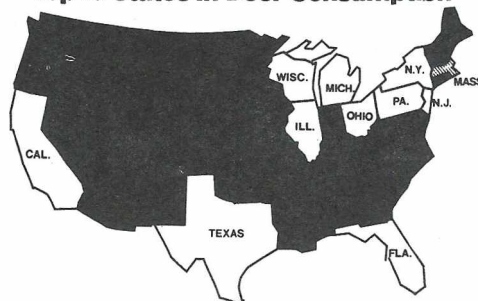 States in Beer Consumption
WISC.
MICH.
N.Y.
MASS
PA.
N.J.
ILL.
OHIO
CAL.
TEXAS
FLA.